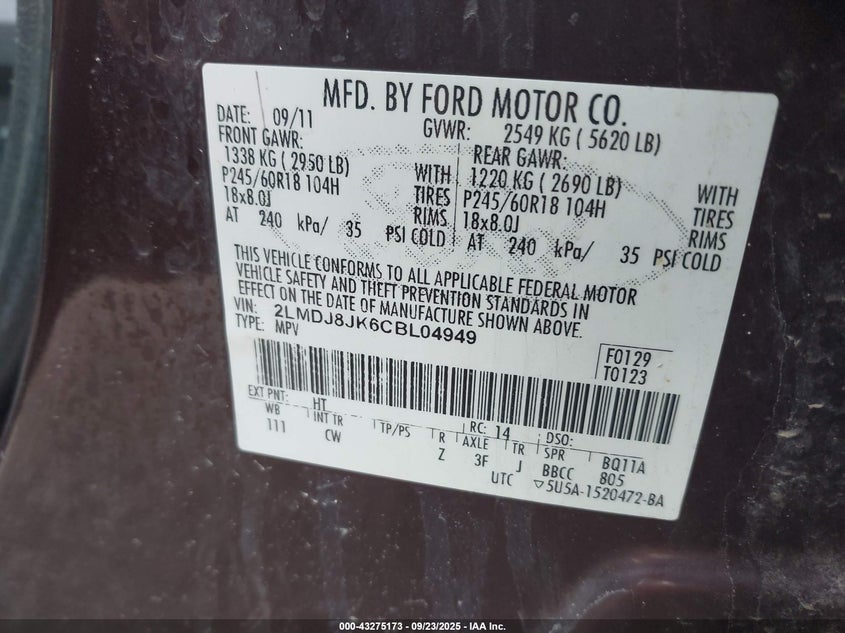 MFD. BY FORD MOTOR CO.
DATE: 09/11 GVWR: 2549 KG ( 5620 LB)
FRONT GAWR: REAR GAWR:
1338 KG ( 2950 LB) WITH 1220 KG ( 2690 LB) WITH
P245/60R18 104H TIRES P245/60R18 104H TIRES
18x8.0J RIMS 18x8.0J RIMS
AT 240 kPa/ 35 PSI COLD AT 240 kPa/ 35 PSI COLD
THIS VEHICLE CONFORMS TO ALL APPLICABLE FEDERAL MOTOR
VEHICLE SAFETY AND THEFT PREVENTION STANDARDS IN
EFFECT ON THE DATE OF MANUFACTURE SHOWN ABOVE.
VIN: 2LMDJ8JK6CBL04949
TYPE: MPV
F0129
T0123
EXT PNT: HT RC: 14 DSO:
WB INT TR TP/PS R AXLE TR SPR BQ11A
111 CW Z 3F J BBCC 805
UTC ▽5U5A-1520472-BA
000-43275173 - 09/23/2025 - IAA Inc.